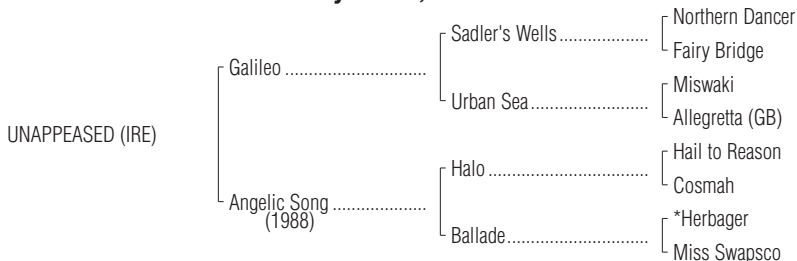 Northern Dancer
Sadler's Wells
Fairy Bridge
Galileo
Miswaki
Urban Sea
Allegretta (GB)
UNAPPEASED (IRE)
Hail to Reason
Halo
Cosmah
Angelic Song
(1988)
*Herbager
Ballade
Miss Swapsco